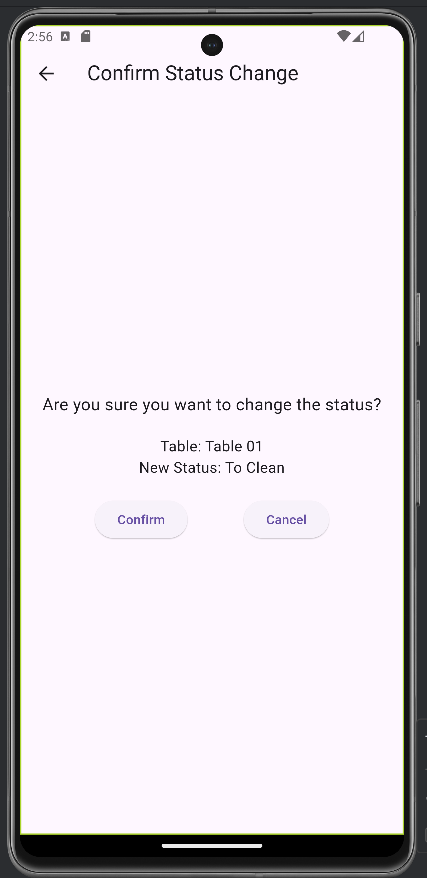 2:56
Confirm Status Change
Are you sure you want to change the status?
Table: Table 01
New Status: To Clean
Confirm
Cancel